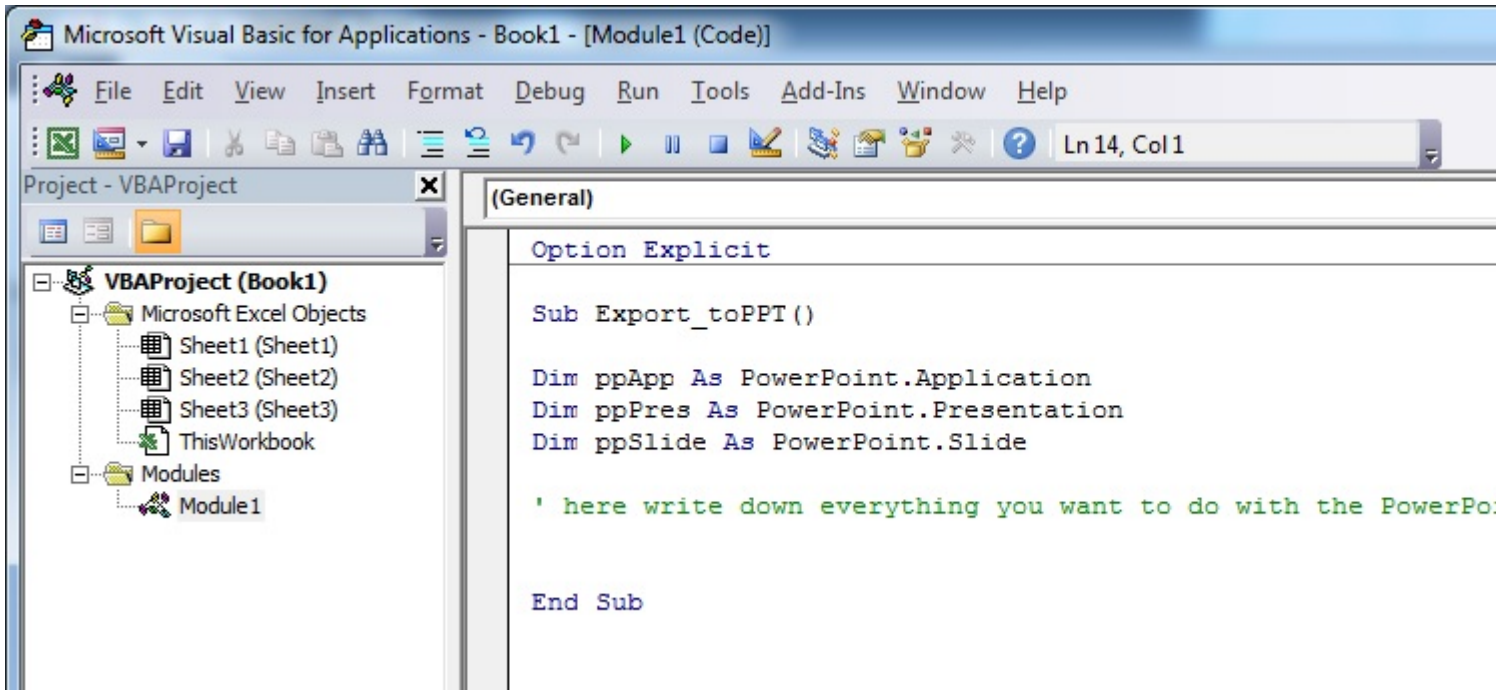 Microsoft Visual Basic for Applications - Book1 - [Module1 (Code)]
File Edit View Insert Format Debug Run Tools Add-Ins Window Help
Ln 14, Col 1
Project - VBAProject
(General)
VBAProject (Book1)
Microsoft Excel Objects
Sheet1 (Sheet1)
Sheet2 (Sheet2)
Sheet3 (Sheet3)
ThisWorkbook
Modules
Module1
Option Explicit
Sub Export_toPPT()
Dim ppApp As PowerPoint.Application
Dim ppPres As PowerPoint.Presentation
Dim ppSlide As PowerPoint.Slide
' here write down everything you want to do with the
End Sub